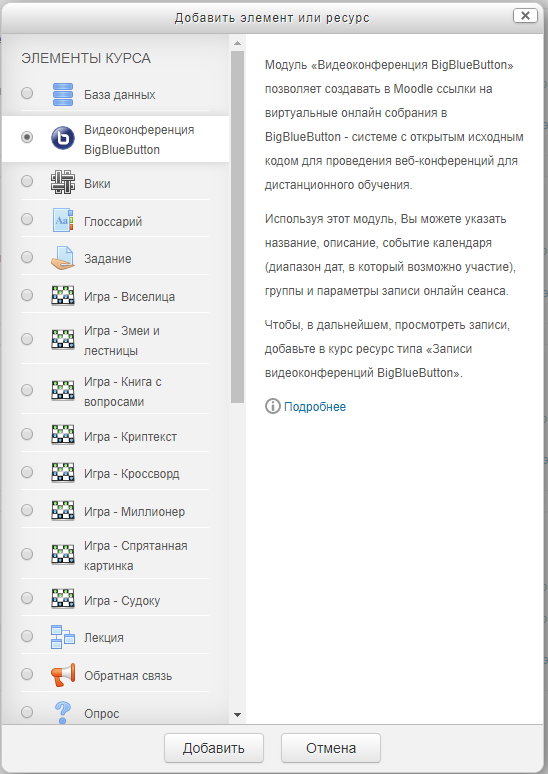 Добавить элемент или ресурс
ЭЛЕМЕНТЫ КУРСА
База данных
Видеоконференция
BigBlueButton
Вики
Глоссарий
Задание
Игра - Виселица
Игра - Змеи и
лестницы
Игра - Книга с
вопросами
Игра - Криптекст
Игра - Кроссворд
Игра - Миллионер
Игра - Спрятанная
картинка
Игра - Судоку
Лекция
Обратная связь
Опрос
Модуль «Видеоконференция BigBlueButton»
позволяет создавать в Moodle ссылки на
виртуальные онлайн собрания в
BigBlueButton - системе с открытым исходным
кодом для проведения веб-конференций для
дистанционного обучения.
Используя этот модуль, Вы можете указать
название, описание, событие календаря
(диапазон дат, в который возможно участие),
группы и параметры записи онлайн сеанса.
Чтобы, в дальнейшем, просмотреть записи,
добавьте в курс ресурс типа «Записи
видеоконференций BigBlueButton».
Подробнее
Добавить
Отмена